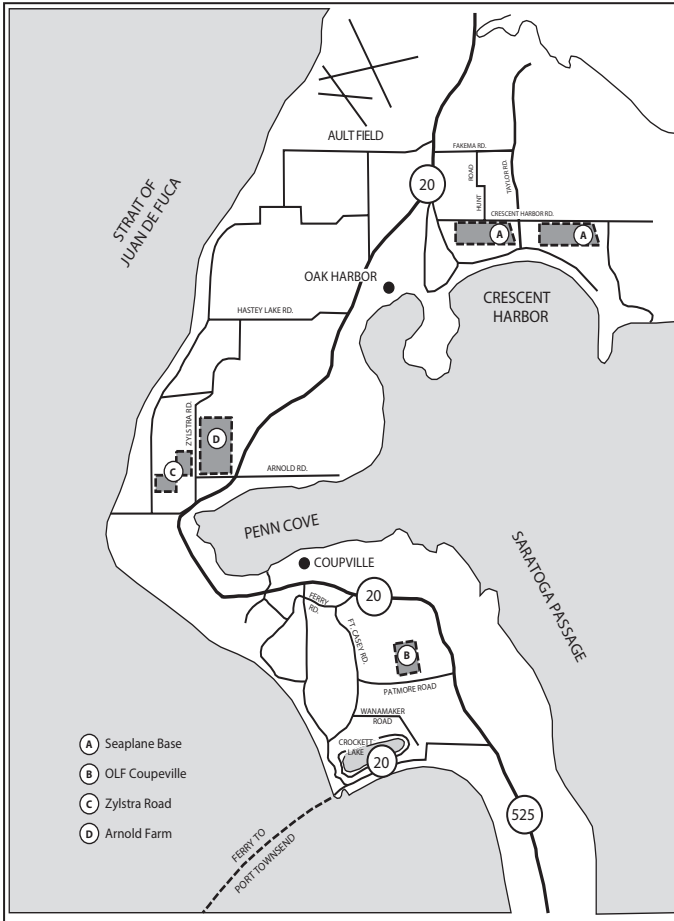 AULT FIELD
FAKEMA RD.
ROAD
HUNT
TAYLOR RD.
20
STRAIT OF
JUAN DE FUCA
CRESCENT HARBOR RD.
A
A
OAK HARBOR
CRESCENT
HARBOR
HASTEY LAKE RD.
ZYLSTRA RD.
D
C
ARNOLD RD.
PENN COVE
SARATOGA PASSAGE
COUPVILLE
20
FERRY
RD.
FT. CASEY RD.
B
PATMORE ROAD
WANAMAKER
ROAD
CROCKETT
LAKE
20
525
A Seaplane Base
B OLF Coupeville
C Zylstra Road
D Arnold Farm
FERRY TO
PORT TOWNSEND